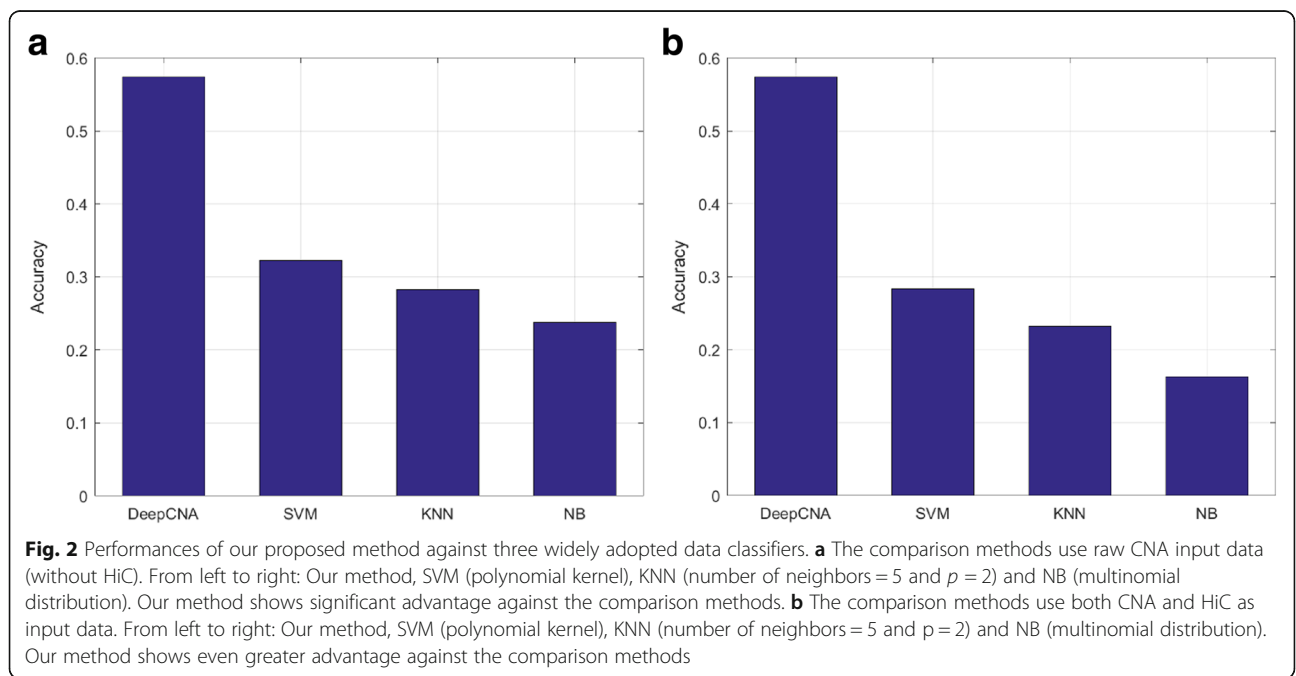 a
0.6
0.5
0.4
0.3
0.2
0.1
0
Accuracy
DeepCNA SVM KNN NB
b
0.6
0.5
0.4
0.3
0.2
0.1
0
Accuracy
DeepCNA SVM KNN NB
Fig. 2 Performances of our proposed method against three widely adopted data classifiers. a The comparison methods use raw CNA input data
(without HiC). From left to right: Our method, SVM (polynomial kernel), KNN (number of neighbors = 5 and p = 2) and NB (multinomial
distribution). Our method shows significant advantage against the comparison methods. b The comparison methods use both CNA and HiC as
input data. From left to right: Our method, SVM (polynomial kernel), KNN (number of neighbors = 5 and p = 2) and NB (multinomial distribution).
Our method shows even greater advantage against the comparison methods